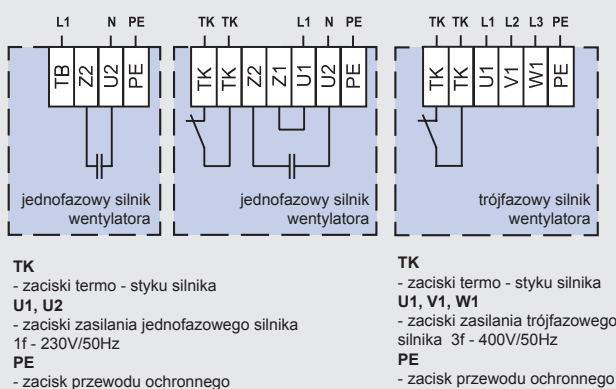 L1 N PE
TB Z2 U2 PE
jednofazowy silnik
wentylatora
TK TK L1 N PE
TK TK Z2 Z1 U1 U2 PE
jednofazowy silnik
wentylatora
TK TK L1 L2 L3 PE
TK TK U1 V1 W1 PE
trójfazowy silnik
wentylatora
TK
- zaciski termo - styku silnika
U1, U2
- zaciski zasilania jednofazowego silnika
1f - 230V/50Hz
PE
- zacisk przewodu ochronnego
TK
- zaciski termo - styku silnika
U1, V1, W1
- zaciski zasilania trójfazowego
silnika 3f - 400V/50Hz
PE
- zacisk przewodu ochronnego